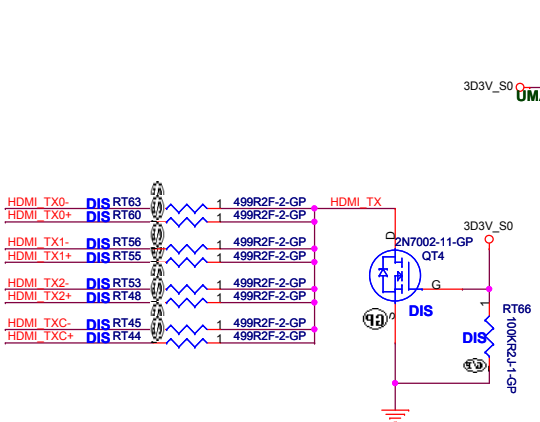 3D3V_S0
UMA
HDMI_TX0- DIS RT63 1 499R2F-2-GP HDMI_TX
HDMI_TX0+ DIS RT60 1 499R2F-2-GP
3D3V_S0
HDMI_TX1- DIS RT56 1 499R2F-2-GP
HDMI_TX1+ DIS RT55 1 499R2F-2-GP
D
2N7002-11-GP
QT4
HDMI_TX2- DIS RT53 1 499R2F-2-GP
HDMI_TX2+ DIS RT48 1 499R2F-2-GP
G
DIS
S
GP
HDMI_TXC- DIS RT45 1 499R2F-2-GP
HDMI_TXC+ DIS RT44 1 499R2F-2-GP
1
RT66
100KR2J-1-GP
DIS